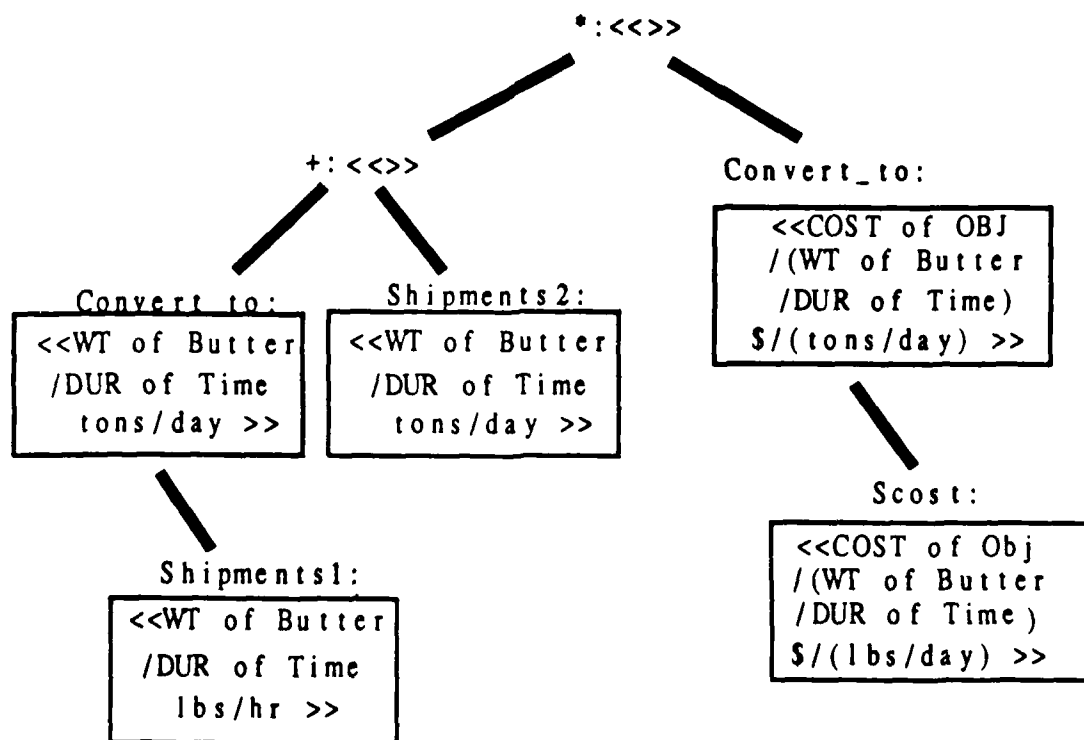 *:<<>>
+:<<>>
Convert_to:
<<COST of OBJ
/(WT of Butter
/DUR of Time)
$/(tons/day) >>
Convert to:
<<WT of Butter
/DUR of Time
tons/day >>
Shipments2:
<<WT of Butter
/DUR of Time
tons/day >>
Scost:
<<COST of Obj
/(WT of Butter
/DUR of Time)
$/(lbs/day) >>
Shipments1:
<<WT of Butter
/DUR of Time
lbs/hr >>